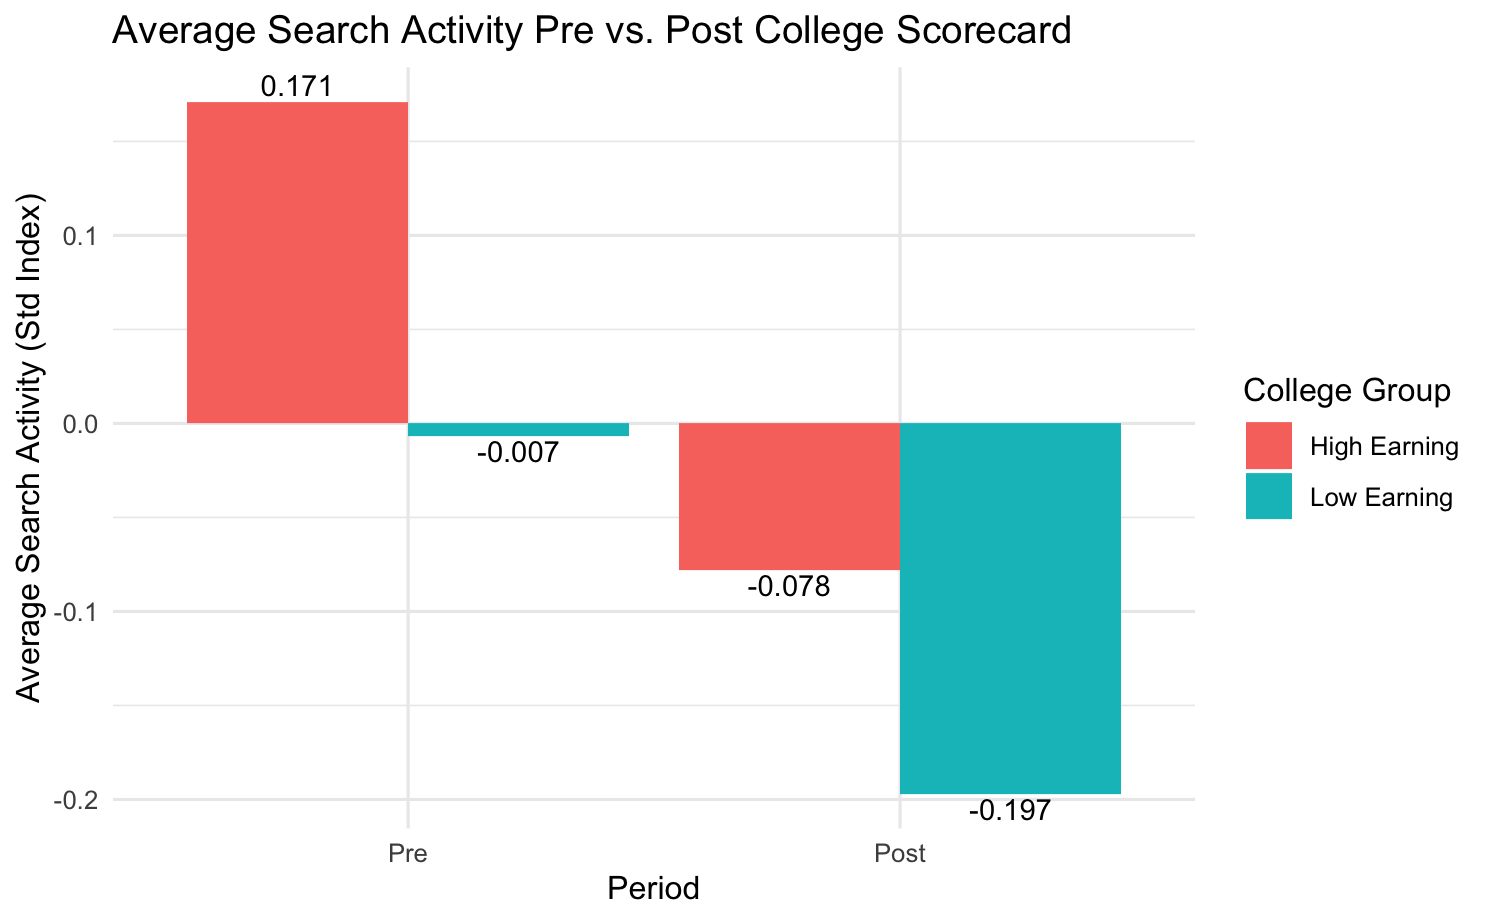 Average Search Activity Pre vs. Post College Scorecard
Average Search Activity (Std Index)
0.1
0.0
-0.1
-0.2
0.171
-0.007
-0.078
-0.197
Pre
Post
Period
College Group
High Earning
Low Earning